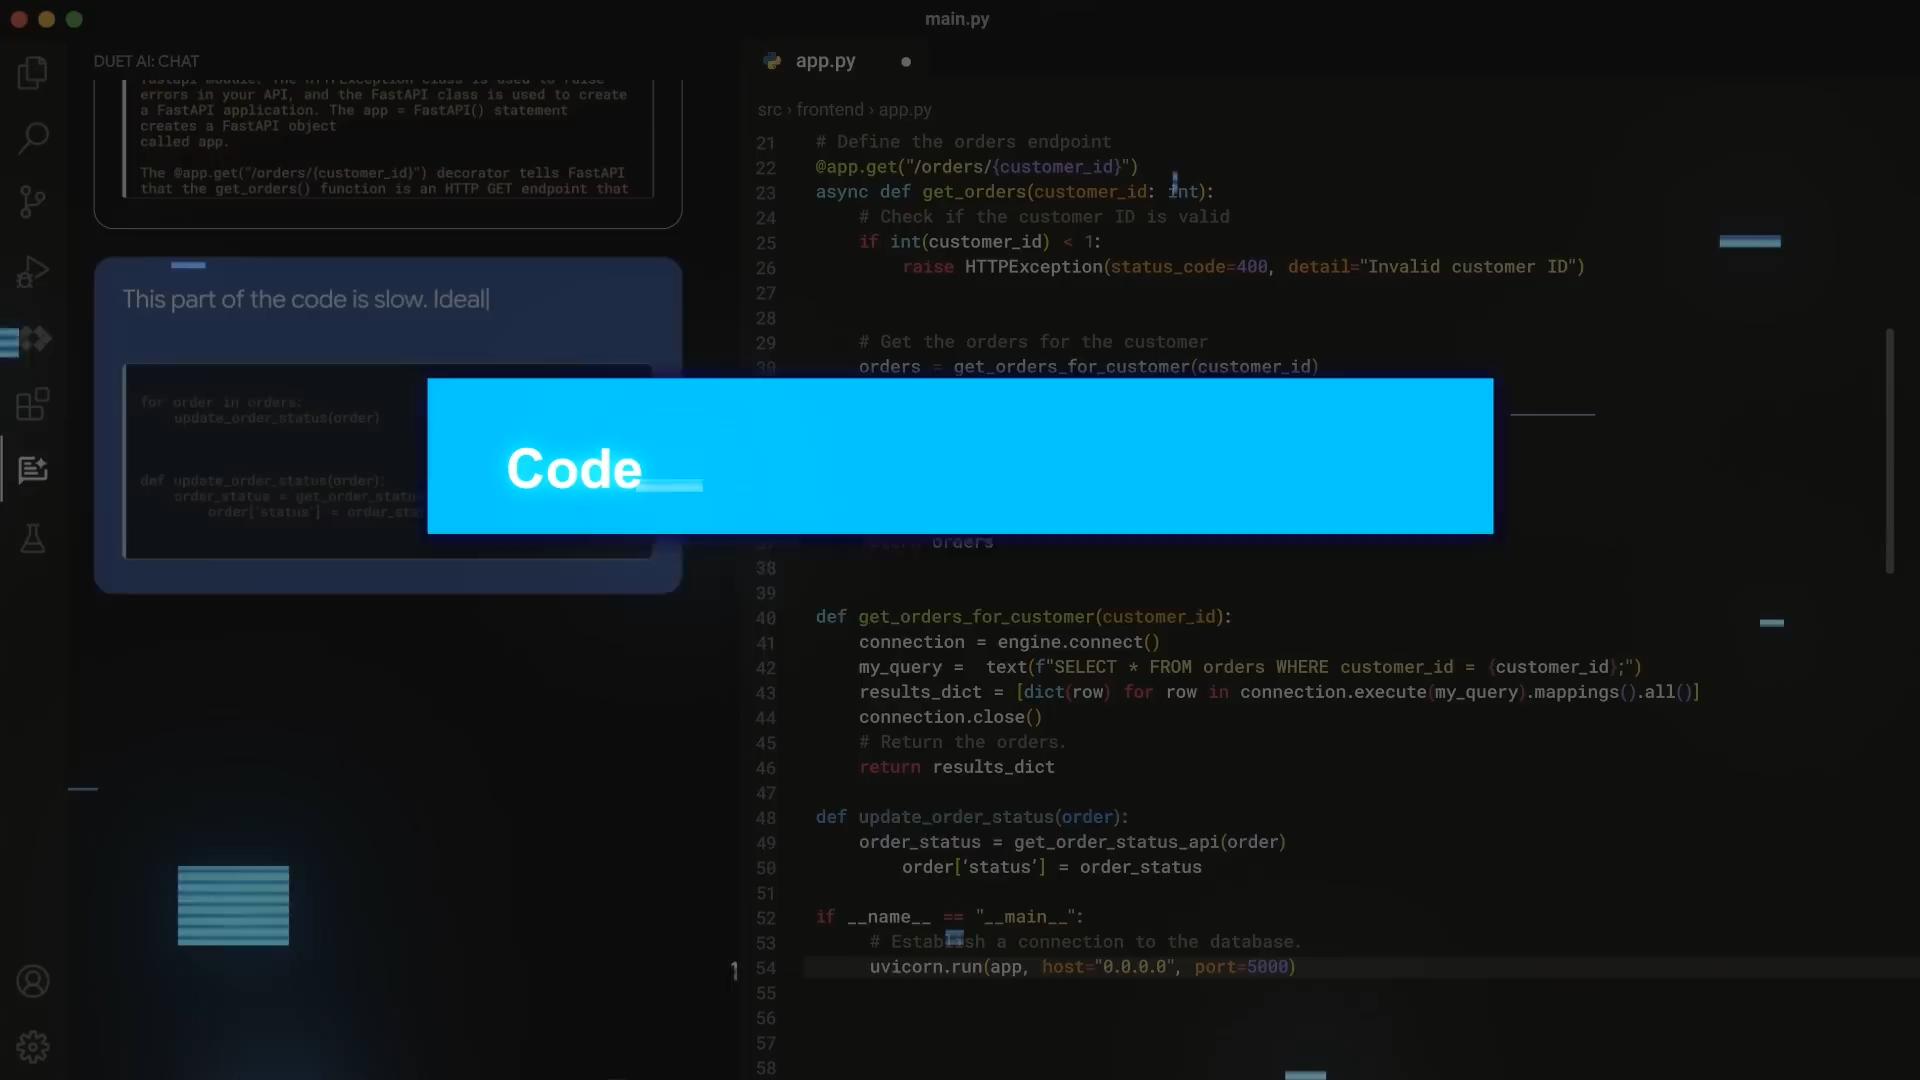 main.py
DUET AI: CHAT
errors in your API, and the FastAPI class is used to create
a FastAPI application. The app = FastAPI() statement
creates a FastAPI object
called app.
The @app.get("/orders/{customer_id}") decorator tells FastAPI
that the get_orders() function is an HTTP GET endpoint that
This part of the code is slow. Ideal
for order in orders:
update_order_status(order)
def update_order_status(order):
order_status = get_order_status
order['status'] = order_sta
Code
app.py
src › frontend › app.py
21 # Define the orders endpoint
22 @app.get("/orders/{customer_id}")
23 async def get_orders(customer_id: int):
24 # Check if the customer ID is valid
25 if int(customer_id) < 1:
26 raise HTTPException(status_code=400, detail="Invalid customer ID")
27
28
29 # Get the orders for the customer
30 orders = get_orders_for_customer(customer_id)
orders
38
39
40 def get_orders_for_customer(customer_id):
41 connection = engine.connect()
42 my_query = text(f"SELECT * FROM orders WHERE customer_id = {customer_id};")
43 results_dict = [dict(row) for row in connection.execute(my_query).mappings().all()]
44 connection.close()
45 # Return the orders.
46 return results_dict
47
48 def update_order_status(order):
49 order_status = get_order_status_api(order)
50 order['status'] = order_status
51
52 if __name__ == "__main__":
53 # Establish a connection to the database.
54 uvicorn.run(app, host="0.0.0.0", port=5000)
55
56
57
58